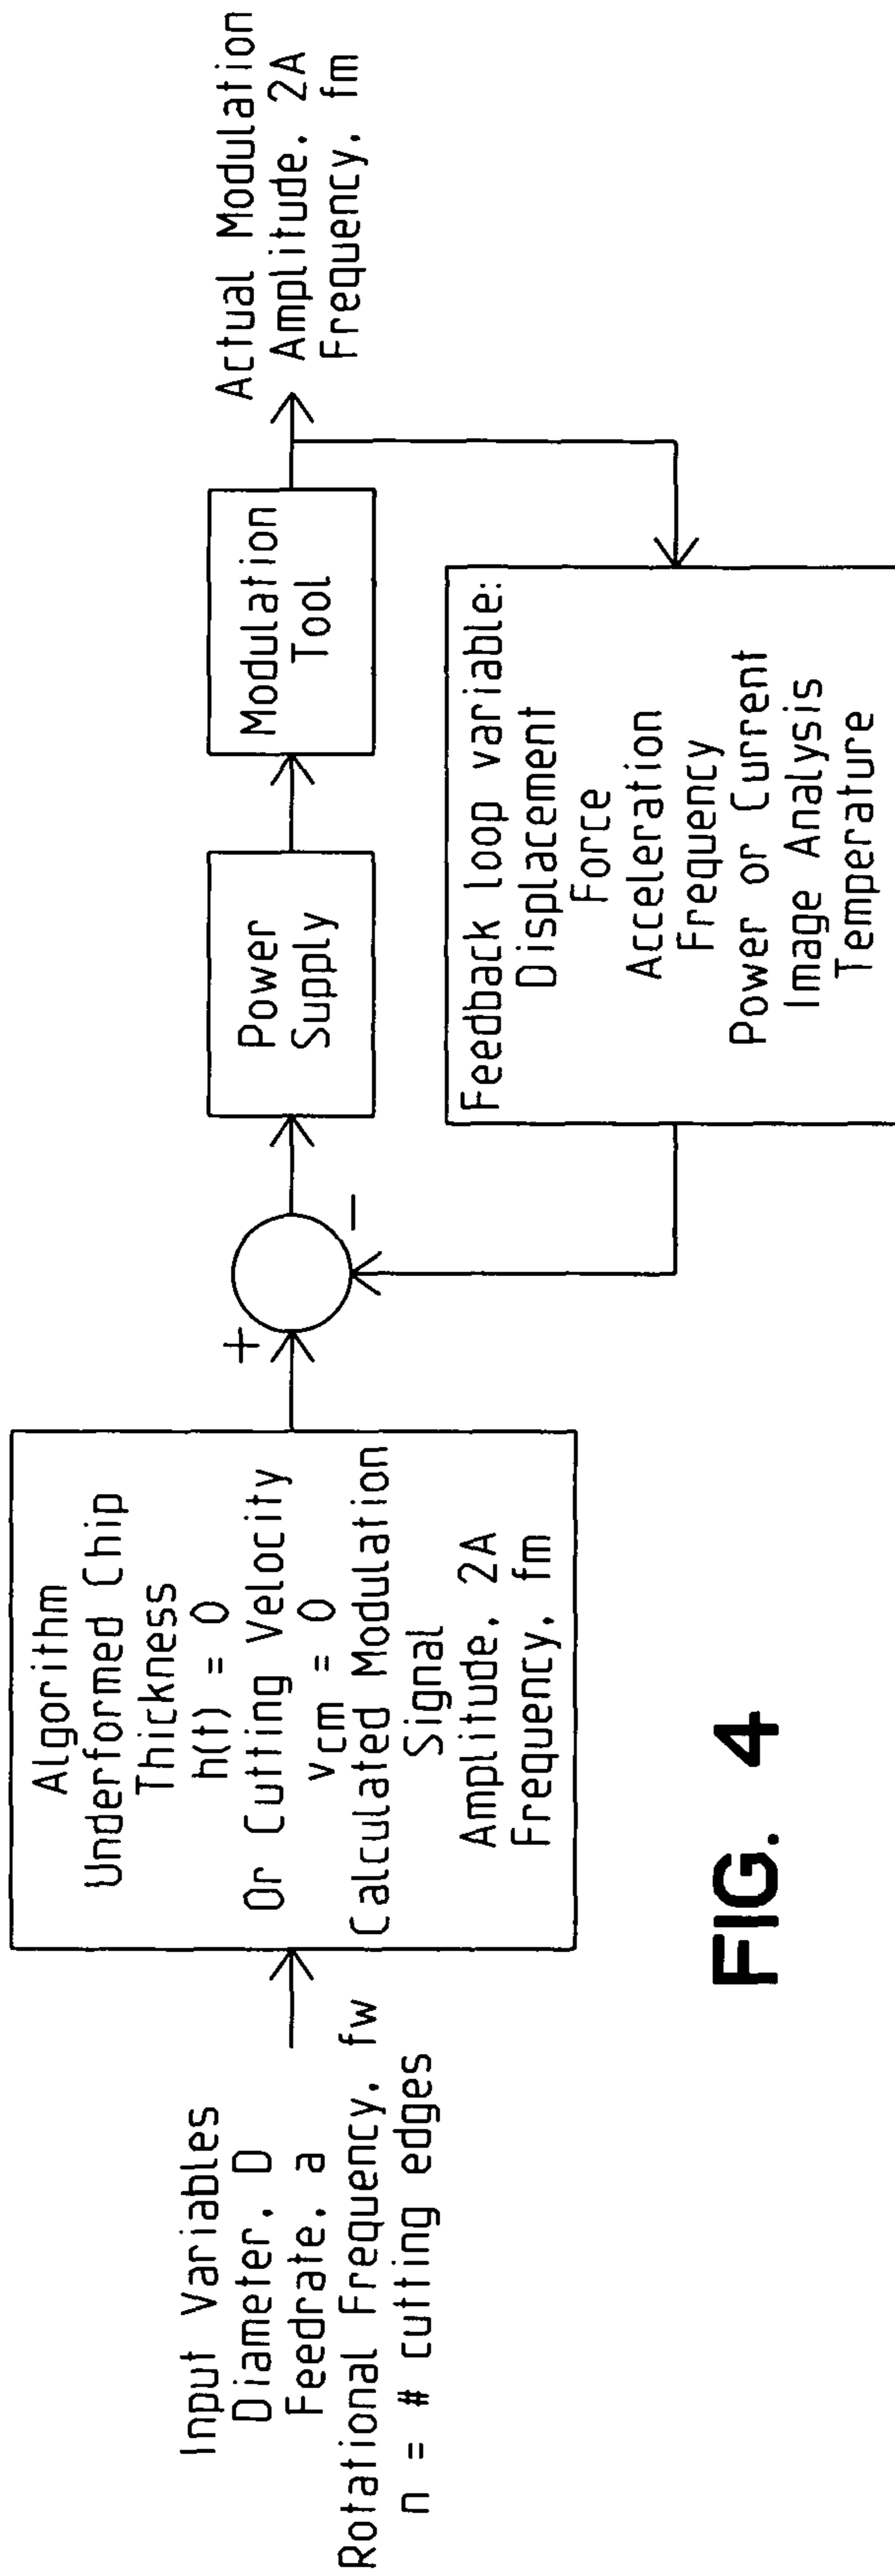 Input Variables
Diameter, D
Feedrate, a
Rotational Frequency, fw
n = # cutting edges
Algorithm
Underformed Chip
Thickness
h(t) = 0
Or Cutting Velocity
vcm = 0
Calculated Modulation
Signal
Amplitude, 2A
Frequency, fm
+
−
Power
Supply
Modulation
Tool
Actual Modulation
Amplitude, 2A
Frequency, fm
Feedback loop variable:
Displacement
Force
Acceleration
Frequency
Power or Current
Image Analysis
Temperature
FIG. 4